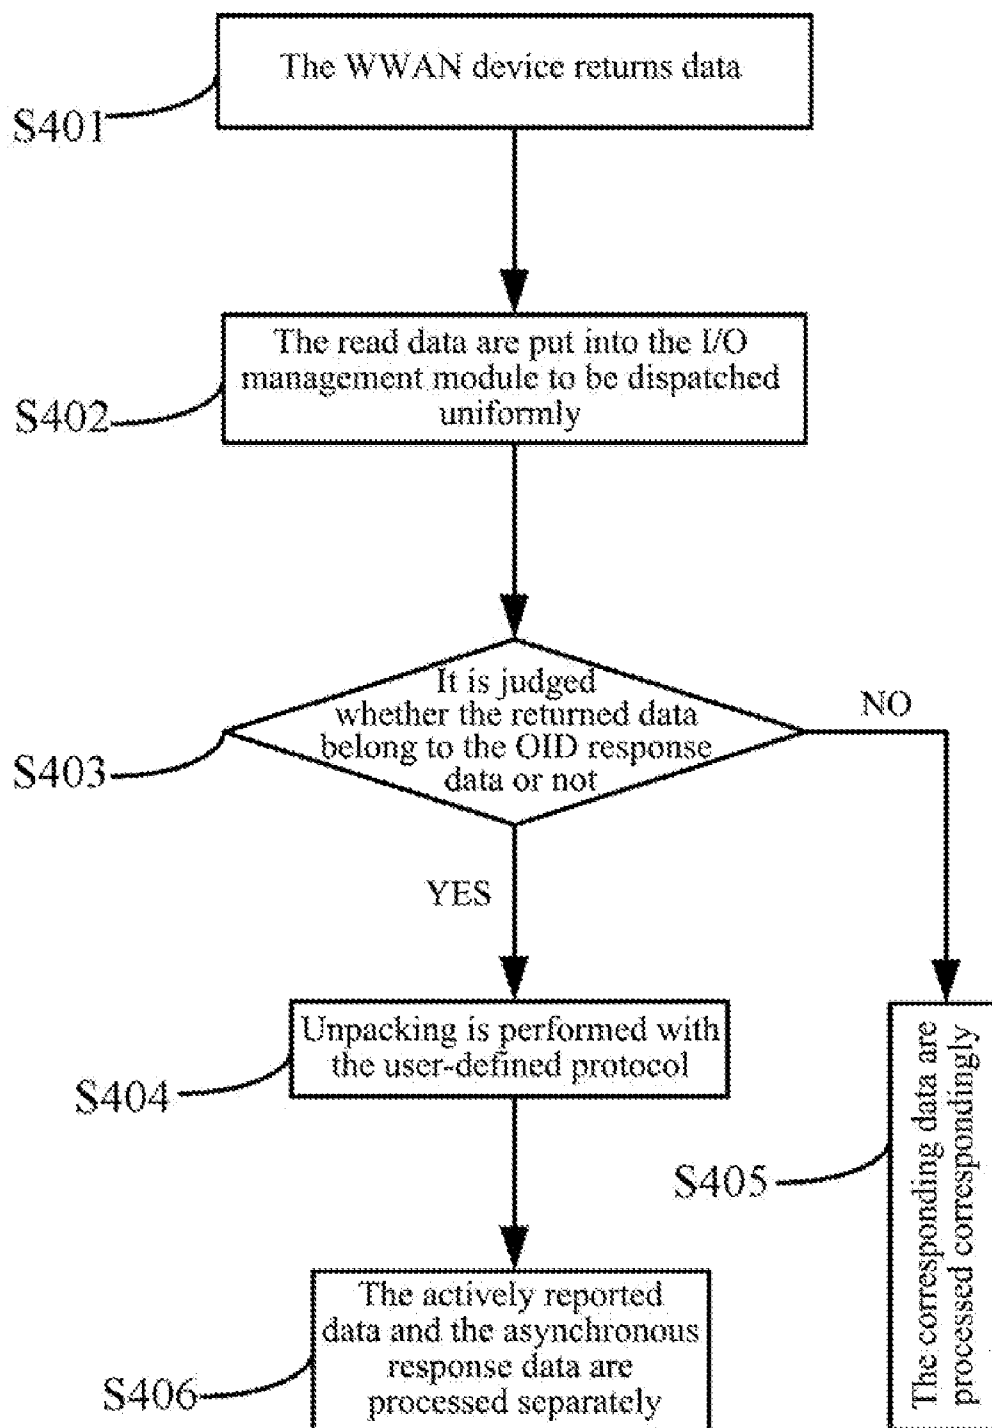 The WWAN device returns data
S401
The read data are put into the I/O
management module to be dispatched
uniformly
S402
It is judged
whether the returned data
belong to the OID response
data or not
S403
NO
YES
Unpacking is performed with
the user-defined protocol
S404
The corresponding data are
processed correspondingly
S405
The actively reported
data and the asynchronous
response data are
processed separately
S406